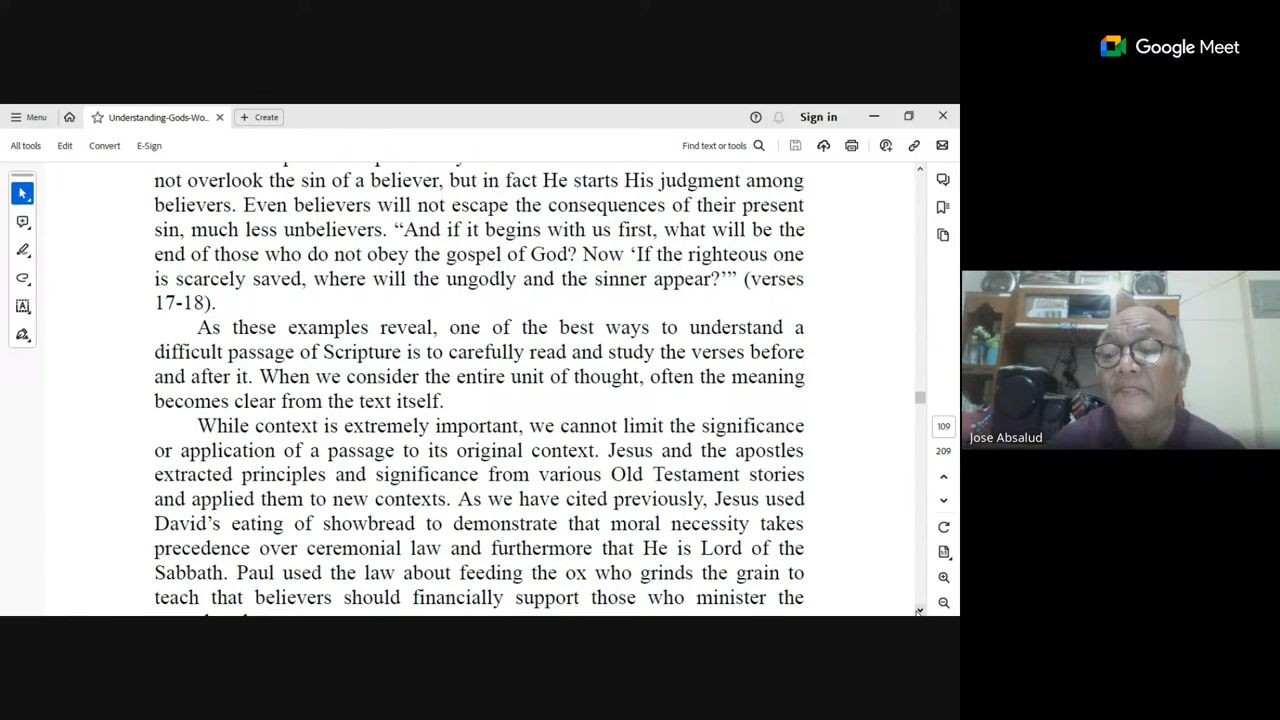 Google Meet
Menu
Understanding-Gods-Wo...
Create
Sign in
All tools
Edit
Convert
E-Sign
Find text or tools
not overlook the sin of a believer, but in fact He starts His judgment among
believers. Even believers will not escape the consequences of their present
sin, much less unbelievers. “And if it begins with us first, what will be the
end of those who do not obey the gospel of God? Now ‘If the righteous one
is scarcely saved, where will the ungodly and the sinner appear?’” (verses
17-18).
As these examples reveal, one of the best ways to understand a
difficult passage of Scripture is to carefully read and study the verses before
and after it. When we consider the entire unit of thought, often the meaning
becomes clear from the text itself.
While context is extremely important, we cannot limit the significance
or application of a passage to its original context. Jesus and the apostles
extracted principles and significance from various Old Testament stories
and applied them to new contexts. As we have cited previously, Jesus used
David’s eating of showbread to demonstrate that moral necessity takes
precedence over ceremonial law and furthermore that He is Lord of the
Sabbath. Paul used the law about feeding the ox who grinds the grain to
teach that believers should financially support those who minister the
109
209
Jose Absalud